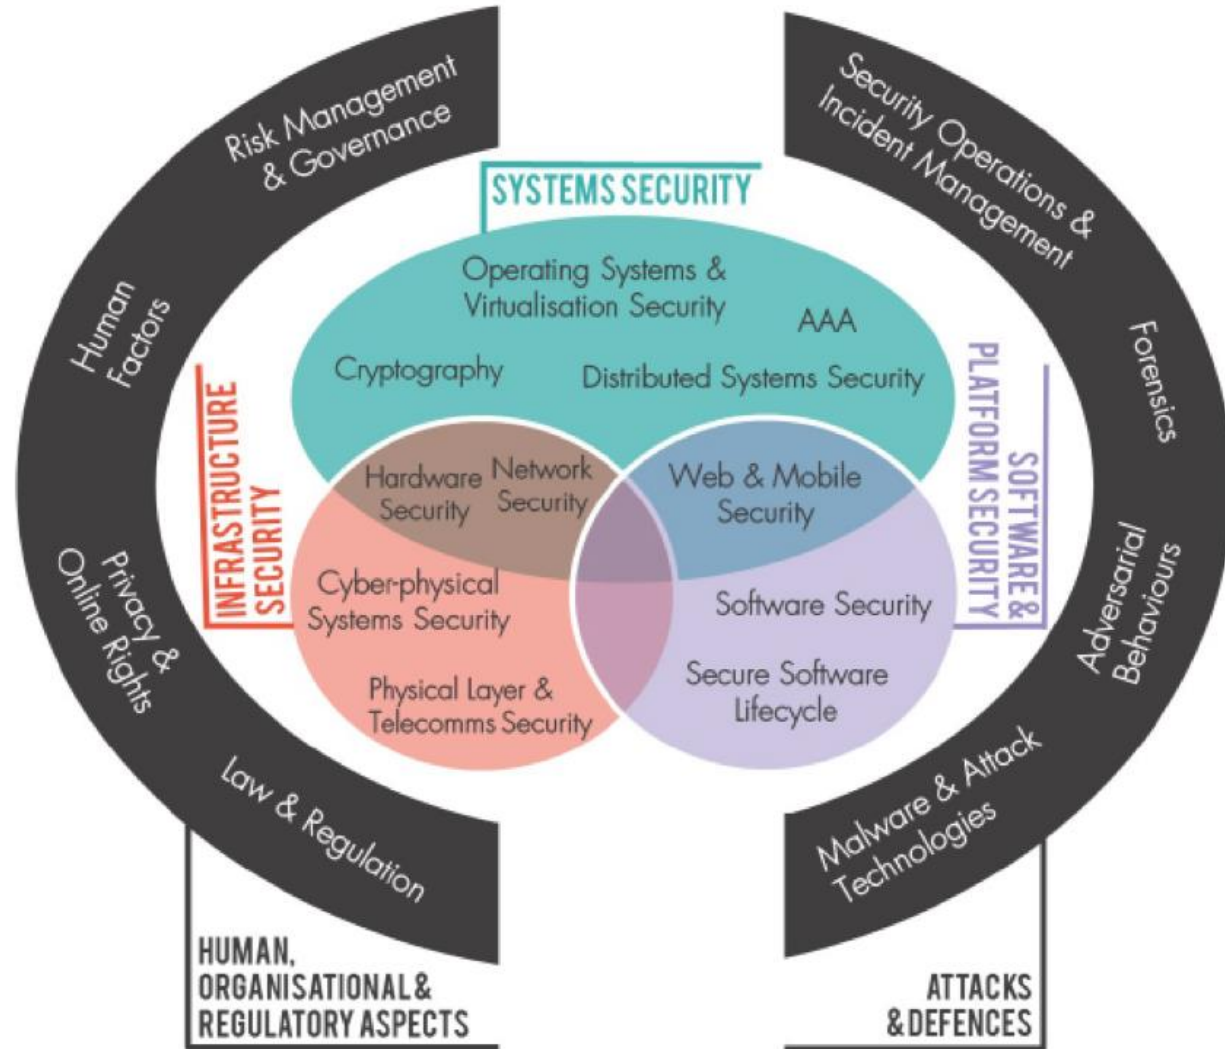 Risk Management
& Governance
Human
Factors
Privacy &
Online Rights
Law & Regulation
HUMAN,
ORGANISATIONAL &
REGULATORY ASPECTS
SYSTEMS SECURITY
Operating Systems &
Virtualisation Security
AAA
Cryptography
Distributed Systems Security
INFRASTRUCTURE
SECURITY
Hardware
Security
Network
Security
Cyber-physical
Systems Security
Physical Layer &
Telecomms Security
Web & Mobile
Security
Software Security
Secure Software
Lifecycle
SOFTWARE &
PLATFORM SECURITY
Security Operations &
Incident Management
Forensics
Adversarial
Behaviours
Malware & Attack
Technologies
ATTACKS
& DEFENCES